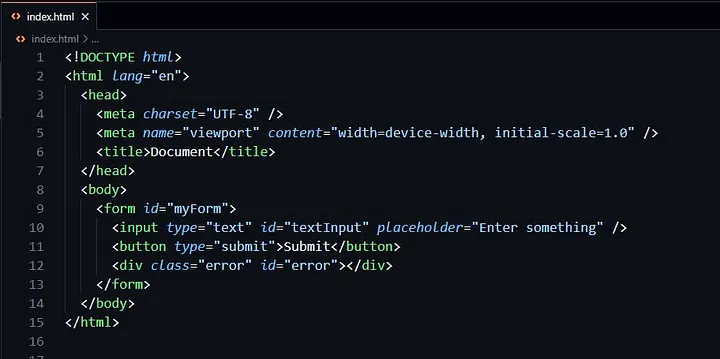 index.html
index.html > ...
1 <!DOCTYPE html>
2 <html lang="en">
3 <head>
4 <meta charset="UTF-8" />
5 <meta name="viewport" content="width=device-width, initial-scale=1.0" />
6 <title>Document</title>
7 </head>
8 <body>
9 <form id="myForm">
10 <input type="text" id="textInput" placeholder="Enter something" />
11 <button type="submit">Submit</button>
12 <div class="error" id="error"></div>
13 </form>
14 </body>
15 </html>
16
17